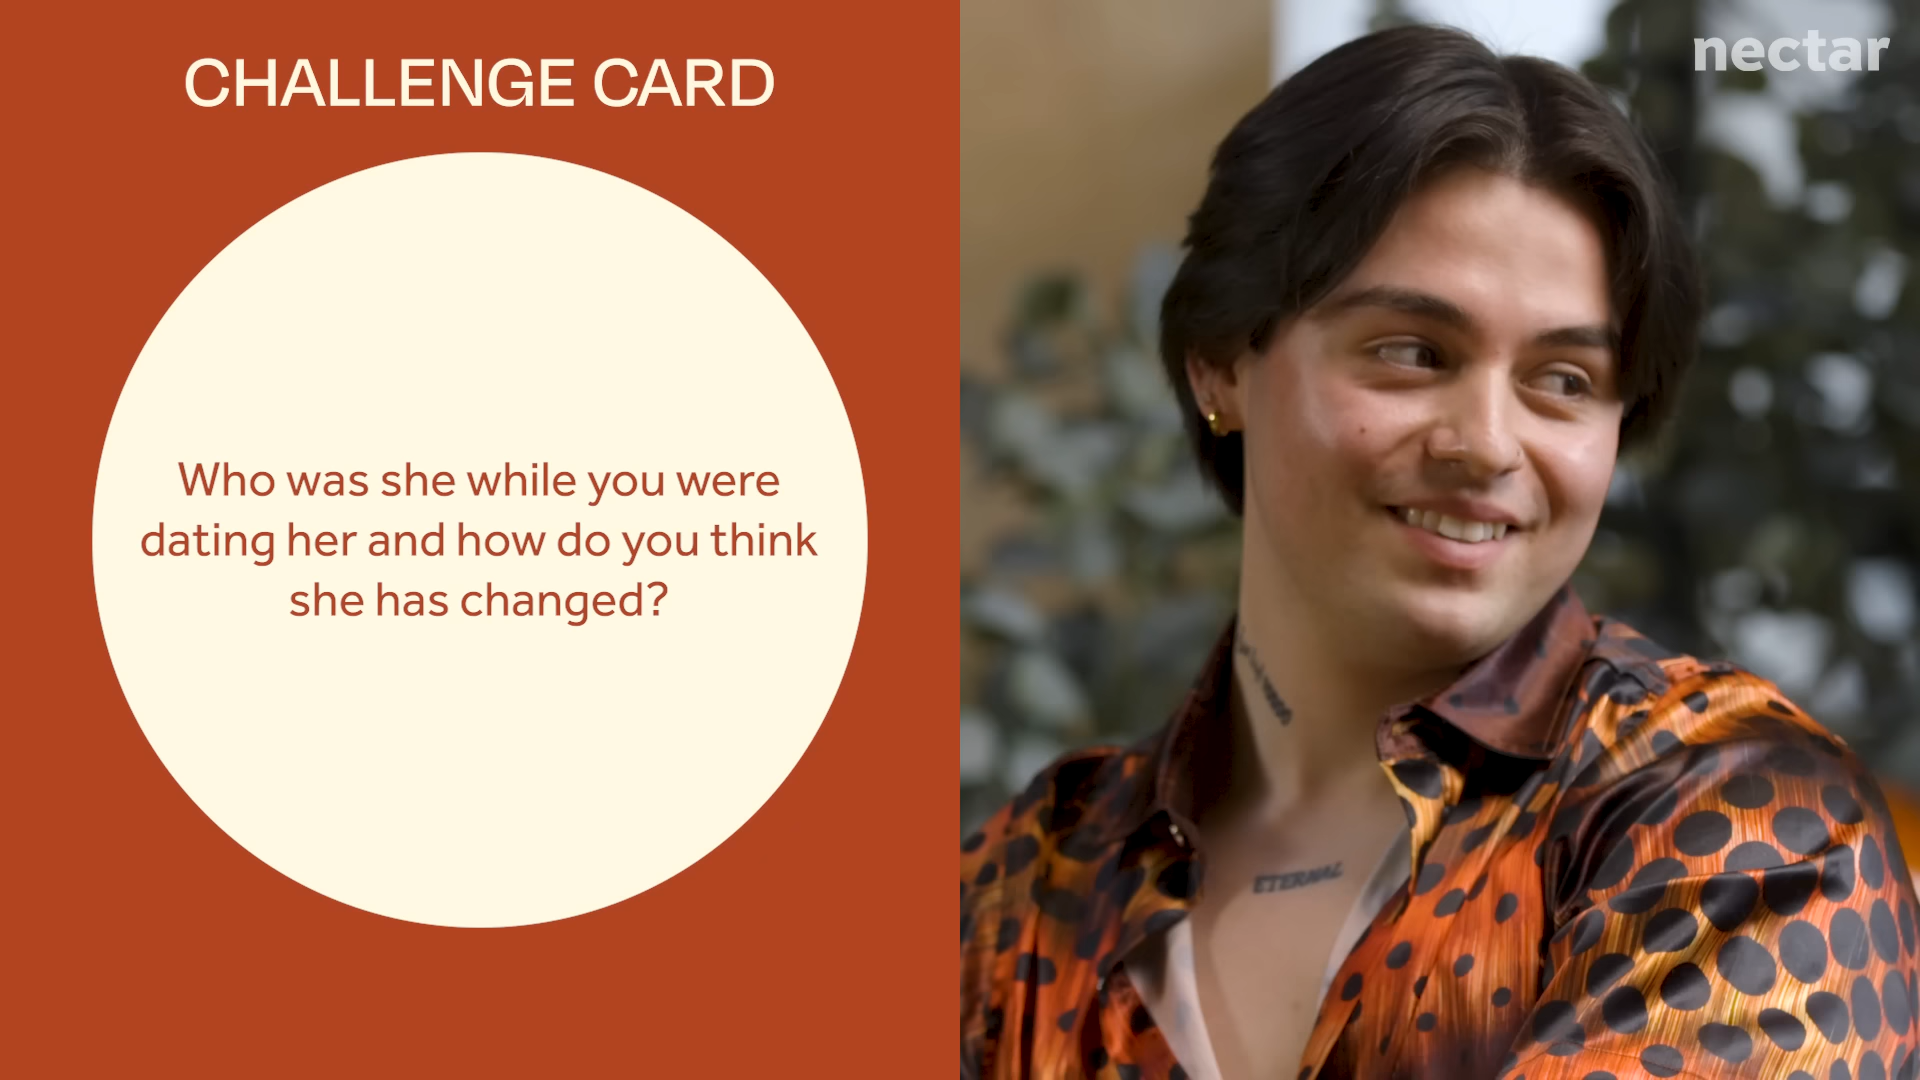 CHALLENGE CARD
Who was she while you were
dating her and how do you think
she has changed?
nectar
ETERNAL